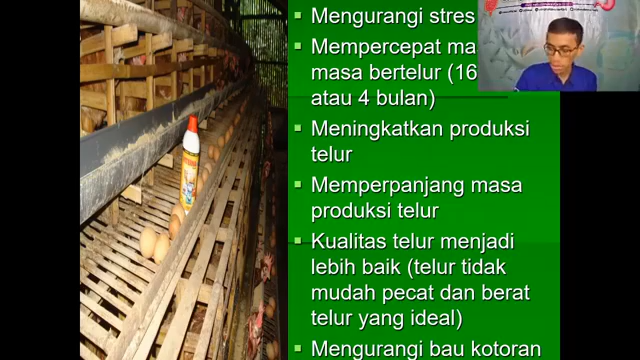 Mengurangi stres
Mempercepat
masa bertelur (16
atau 4 bulan)
Meningkatkan produksi
telur
Memperpanjang masa
produksi telur
Kualitas telur menjadi
lebih baik (telur tidak
mudah pecat dan berat
telur yang ideal)
Mengurangi bau kotoran